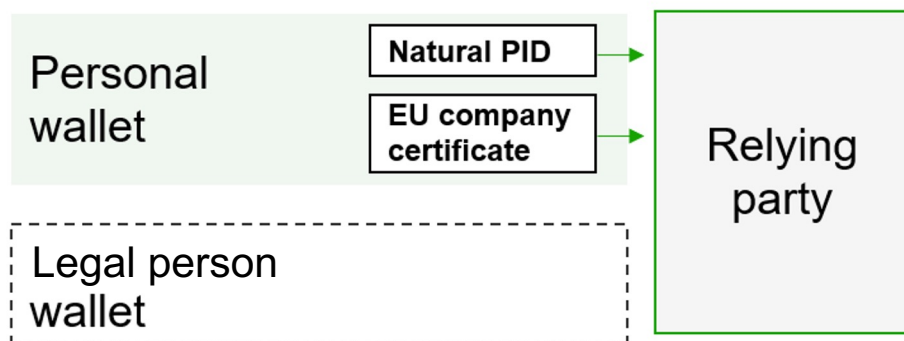 Personal
wallet
Natural PID
EU company
certificate
Relying
party
Legal person
wallet